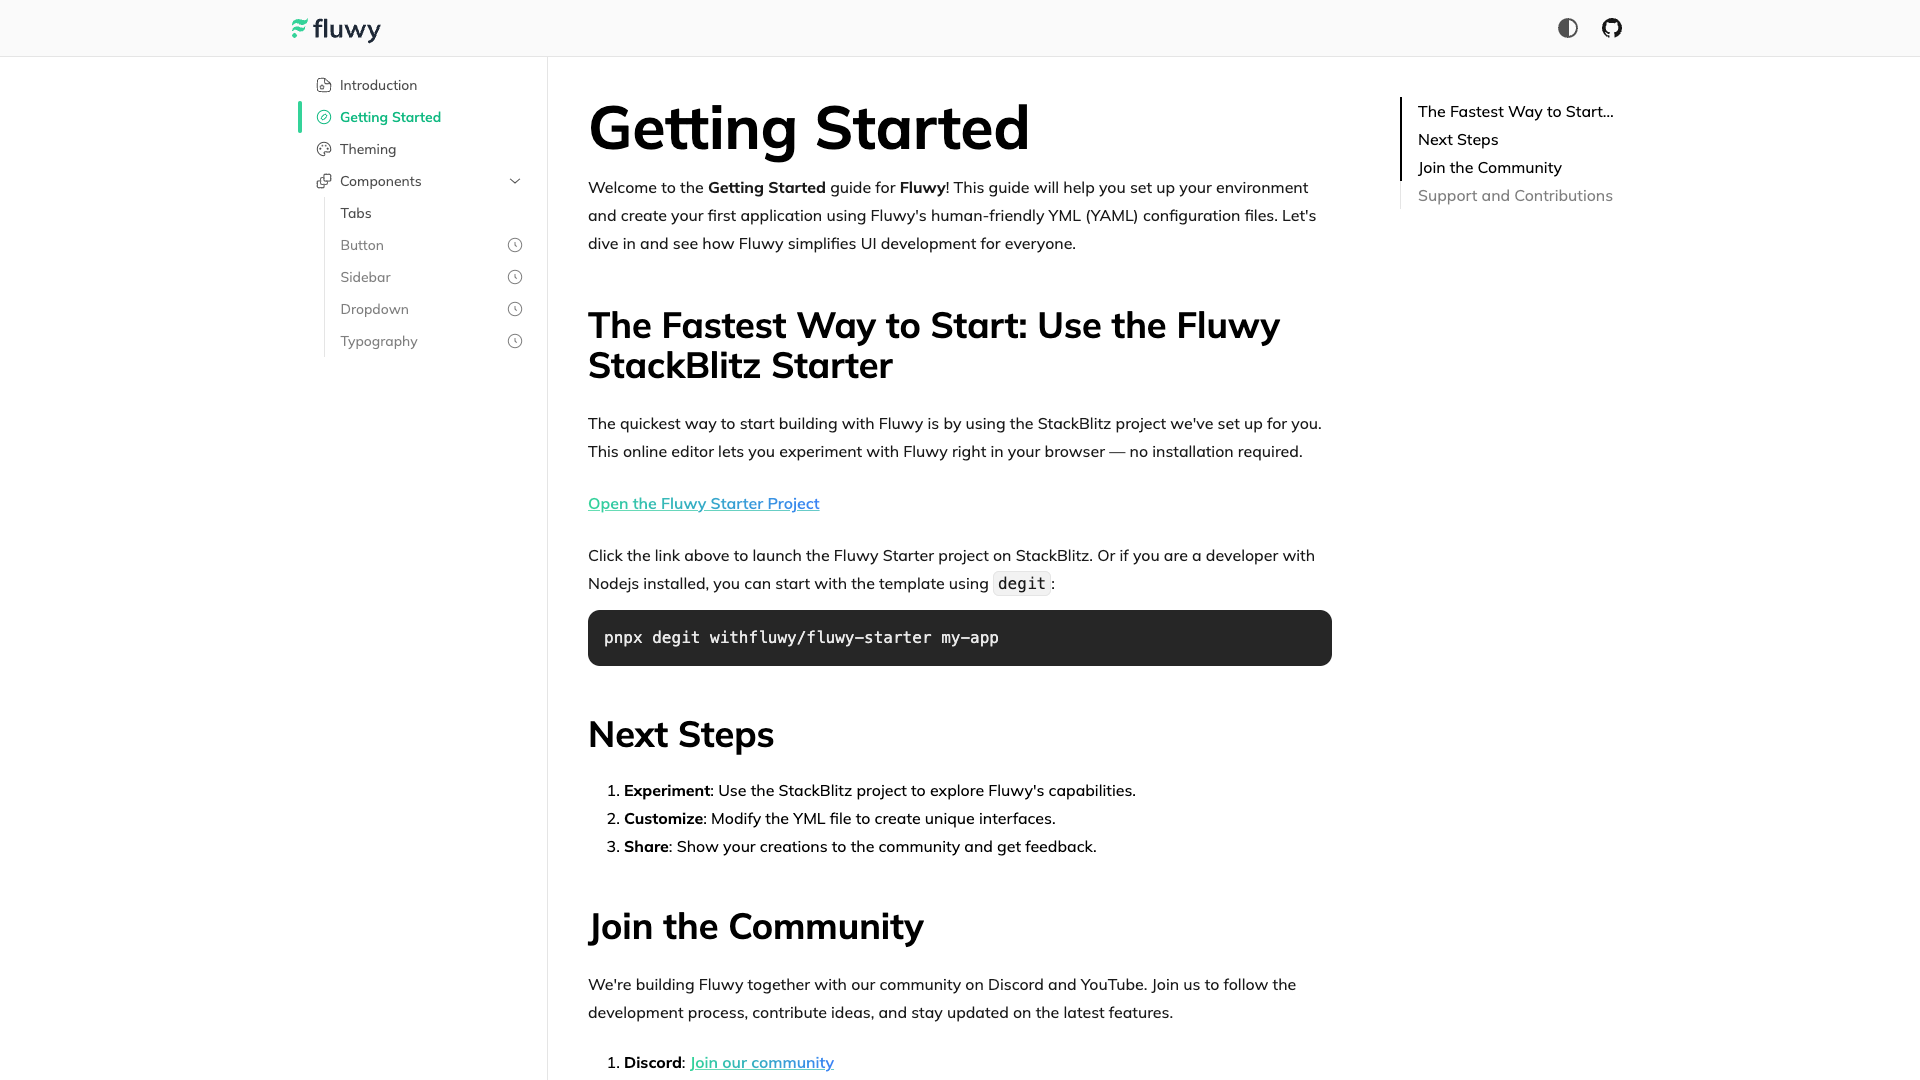 fluwy
Introduction
Getting Started
Theming
Components
Tabs
Button
Sidebar
Dropdown
Typography
Getting Started
Welcome to the Getting Started guide for Fluwy! This guide will help you set up your environment
and create your first application using Fluwy's human-friendly YML (YAML) configuration files. Let's
dive in and see how Fluwy simplifies UI development for everyone.
The Fastest Way to Start: Use the Fluwy
StackBlitz Starter
The quickest way to start building with Fluwy is by using the StackBlitz project we've set up for you.
This online editor lets you experiment with Fluwy right in your browser — no installation required.
Open the Fluwy Starter Project
Click the link above to launch the Fluwy Starter project on StackBlitz. Or if you are a developer with
Nodejs installed, you can start with the template using degit:
pnpx degit withfluwy/fluwy-starter my-app
Next Steps
1. Experiment: Use the StackBlitz project to explore Fluwy's capabilities.
2. Customize: Modify the YML file to create unique interfaces.
3. Share: Show your creations to the community and get feedback.
Join the Community
We're building Fluwy together with our community on Discord and YouTube. Join us to follow the
development process, contribute ideas, and stay updated on the latest features.
1. Discord: Join our community
The Fastest Way to Start...
Next Steps
Join the Community
Support and Contributions